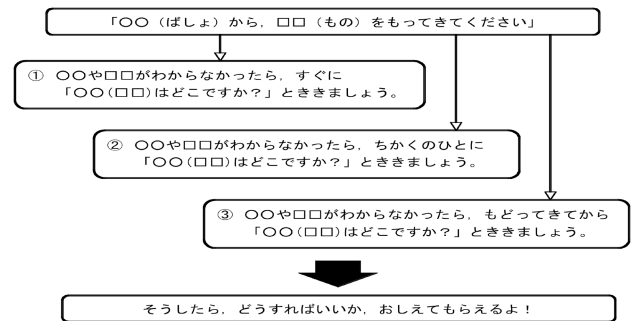 「〇〇（ばしょ）から，□□（もの）をもってきてください」
① 〇〇や□□がわからなかったら，すぐに
「〇〇(□□)はどこですか？」とききましょう。
② 〇〇や□□がわからなかったら，ちかくのひとに
「〇〇(□□)はどこですか？」とききましょう。
③ 〇〇や□□がわからなかったら，もどってきてから
「〇〇(□□)はどこですか？」とききましょう。
そうしたら，どうすればいいか，おしえてもらえるよ！